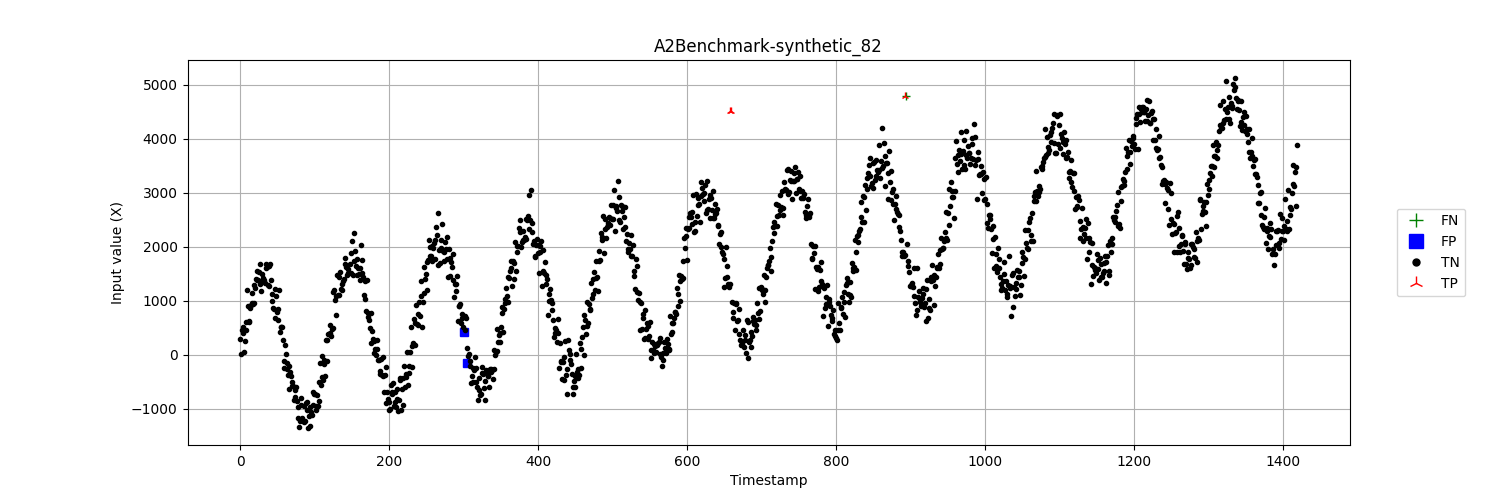 A2Benchmark-synthetic_82
Input value (X)
5000
4000
3000
2000
1000
0
−1000
0 200 400 600 800 1000 1200 1400
Timestamp
FN
FP
TN
TP